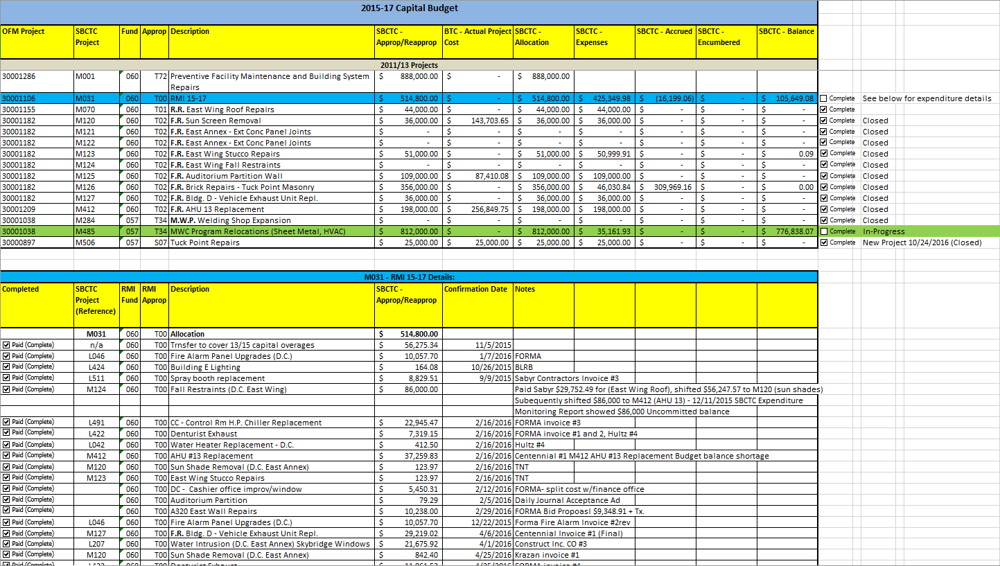 2015-17 Capital Budget
OFM Project SBCTC Project Fund Approp Description SBCTC - Approp/Reapprop BTC - Actual Project Cost SBCTC - Allocation SBCTC - Expenses SBCTC - Accrued SBCTC - Encumbered SBCTC - Balance
2011/13 Projects
30001286 M001 060 T72 Preventive Facility Maintenance and Building System Repairs $ 888,000.00 $ - $ 888,000.00
30001106 M031 060 T00 RMI 15-17 $ 514,800.00 $ - $ 514,800.00 $ 425,349.98 $ (16,199.06) $ - $ 105,649.08 Complete See below for expenditure details
30001155 M070 060 T01 R.R. East Wing Roof Repairs $ 44,000.00 $ - $ 44,000.00 $ 44,000.00 $ - $ - $ - Complete
30001182 M120 060 T02 F.R. Sun Screen Removal $ 36,000.00 $ 143,703.65 $ 36,000.00 $ 36,000.00 $ - $ - $ - Complete Closed
30001182 M121 060 T02 F.R. East Annex - Ext Conc Panel Joints $ - $ - $ - $ - $ - $ - $ - Complete Closed
30001182 M122 060 T02 F.R. East Annex - Ext Conc Panel Joints $ - $ - $ - $ - $ - $ - $ - Complete Closed
30001182 M123 060 T02 F.R. East Wing Stucco Repairs $ 51,000.00 $ - $ 51,000.00 $ 50,999.91 $ - $ - $ 0.09 Complete Closed
30001182 M124 060 T02 F.R. East Wing Fall Restraints $ - $ - $ - $ - $ - $ - $ - Complete Closed
30001182 M125 060 T02 F.R. Auditorium Partition Wall $ 109,000.00 $ 87,410.08 $ 109,000.00 $ 109,000.00 $ - $ - $ - Complete Closed
30001182 M126 060 T02 F.R. Brick Repairs - Tuck Point Masonry $ 356,000.00 $ - $ 356,000.00 $ 46,030.84 $ 309,969.16 $ - $ 0.00 Complete Closed
30001182 M127 060 T02 F.R. Bldg. D - Vehicle Exhaust Unit Repl. $ 36,000.00 $ - $ 36,000.00 $ 36,000.00 $ - $ - $ - Complete Closed
30001209 M412 060 T02 F.R. AHU 13 Replacement $ 198,000.00 $ 256,849.75 $ 198,000.00 $ 198,000.00 $ - $ - $ - Complete Closed
30001038 M284 057 T34 M.W.P. Welding Shop Expansion $ - $ - $ - $ - $ - $ - $ - Complete Closed
30001038 M485 057 T34 MWC Program Relocations (Sheet Metal, HVAC) $ 812,000.00 $ - $ 812,000.00 $ 35,161.93 $ - $ - $ 776,838.07 Complete In-Progress
30000897 M506 057 S07 Tuck Point Repairs $ 25,000.00 $ 25,000.00 $ 25,000.00 $ 25,000.00 $ - $ - $ - Complete New Project 10/24/2016 (Closed)
M031 - RMI 15-17 Details:
Completed SBCTC Project (Reference) RMI Fund RMI Approp Description SBCTC - Approp/Reapprop Confirmation Date Notes
M031 060 T00 Allocation $ 514,800.00
Paid (Complete) n/a 060 T00 Trnsfer to cover 13/15 capital overages $ 56,275.34 11/5/2015
Paid (Complete) L046 060 T00 Fire Alarm Panel Upgrades (D.C.) $ 10,057.70 1/7/2016 FORMA
Paid (Complete) L424 060 T00 Building E Lighting $ 164.08 10/26/2015 BLRB
Paid (Complete) L511 060 T00 Spray booth replacement $ 8,829.51 9/9/2015 Sabyr Contractors Invoice #3
Paid (Complete) M124 060 T00 Fall Restraints (D.C. East Wing) $ 86,000.00 Paid Sabyr $29,752.49 for (East Wing Roof), shifted $56,247.57 to M120 (sun shades)
Subequently shifted $86,000 to M412 (AHU 13) - 12/11/2015 SBCTC Expenditure
Monitoring Report showed $86,000 Uncommitted balance
Paid (Complete) L491 060 T00 CC - Control Rm H.P. Chiller Replacement $ 22,945.47 2/16/2016 FORMA invoice #3
Paid (Complete) L422 060 T00 Denturist Exhaust $ 7,319.15 2/16/2016 FORMA invoice #1 and 2, Hultz #4
Paid (Complete) L042 060 T00 Water Heater Replacement - D.C. $ 412.50 2/16/2016 Hultz #4
Paid (Complete) M412 060 T00 AHU #13 Replacement $ 37,259.83 2/16/2016 Centennial #1 M412 AHU #13 Replacement Budget balance shortage
Paid (Complete) M120 060 T00 Sun Shade Removal (D.C. East Annex) $ 123.97 2/16/2016 TNT
Paid (Complete) M123 060 T00 East Wing Stucco Repairs $ 123.97 2/16/2016 TNT
Paid (Complete) 060 T00 DC - Cashier office improv/window $ 5,450.31 2/12/2016 FORMA- split cost w/finance office
Paid (Complete) 060 T00 Auditorium Partition $ 79.29 2/5/2016 Daily Journal Acceptance Ad
Paid (Complete) 060 T00 A320 East Wall Repairs $ 10,238.00 2/29/2016 FORMA Bid Propoasl $9,348.91 + Tx.
Paid (Complete) L046 060 T00 Fire Alarm Panel Upgrades (D.C.) $ 10,057.70 12/22/2015 Forma Fire Alarm Invoice #2rev
Paid (Complete) M127 060 T00 F.R. Bldg. D - Vehicle Exhaust Unit Repl. $ 29,219.02 4/6/2016 Centennial Invoice #1 (Final)
Paid (Complete) L207 060 T00 Water Intrusion (D.C. East Annex) Skybridge Windows $ 21,675.92 4/1/2016 Construct Inc. CO #3
Paid (Complete) M120 060 T00 Sun Shade Removal (D.C. East Annex) $ 842.40 4/25/2016 Krazan invoice #1